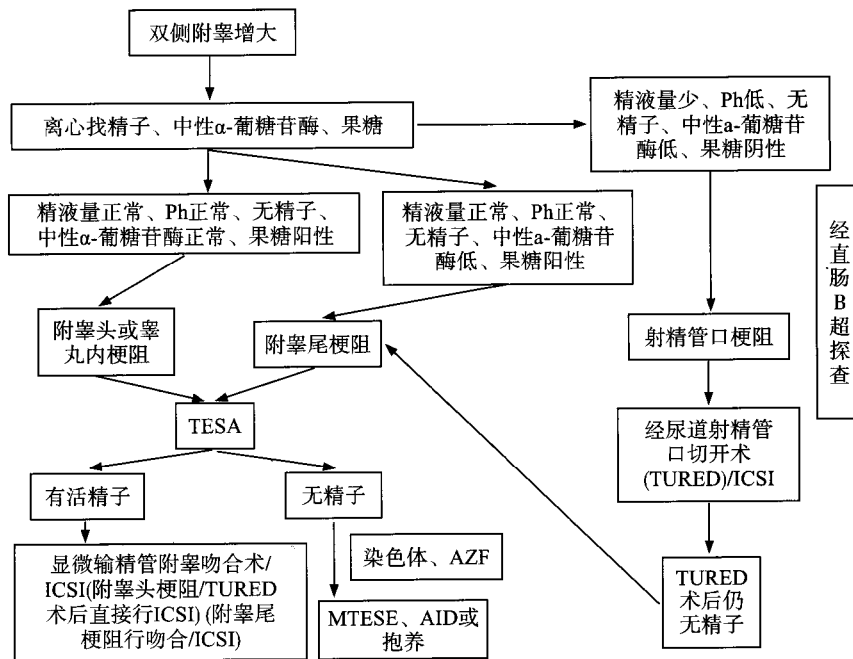 双侧附睾增大
离心找精子、中性α-葡糖苷酶、果糖
精液量少、Ph低、无
精子、中性a-葡糖苷
酶低、果糖阴性
精液量正常、Ph正常、无精子、
中性α-葡糖苷酶正常、果糖阳性
精液量正常、Ph正常、
无精子、中性a-葡糖苷
酶低、果糖阳性
经
直
肠
B
超
探
查
附睾头或睾
丸内梗阻
附睾尾梗阻
射精管口梗阻
TESA
经尿道射精管
口切开术
(TURED)/ICSI
有活精子
无精子
染色体、AZF
显微输精管附睾吻合术/
ICSI(附睾头梗阻/TURED
术后直接行ICSI) (附睾尾
梗阻行吻合/ICSI)
MTESE、AID或
抱养
TURED
术后仍
无精子